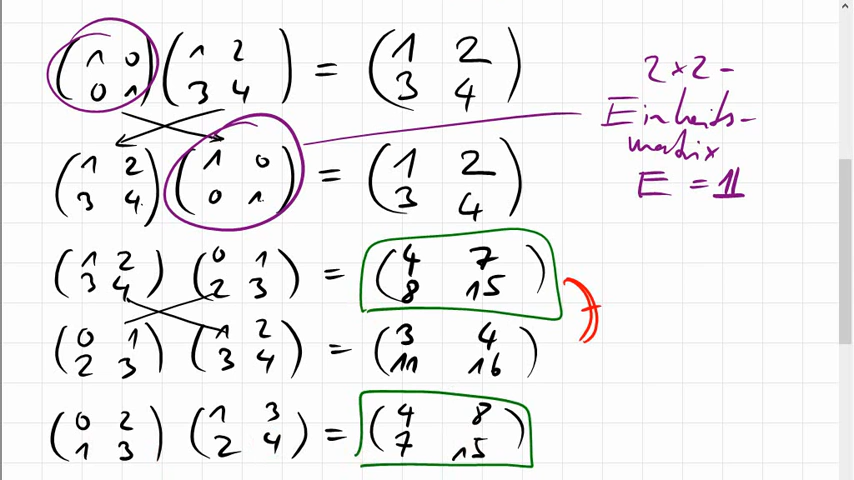 (1 0 (1 2 = (1 2
0 1) 3 4) 3 4)
(1 2 (1 0 = (1 2
3 4) 0 1) 3 4)
(1 2 (0 1 = (4 7
3 4) 2 3) 8 15)
(0 1 (1 2 = (3 4
2 3) 3 4) 11 16)
(0 2 (1 3 = (4 8
1 3) 2 4) 7 15)
2×2-
Einheits-
matrix
E = 𝟙